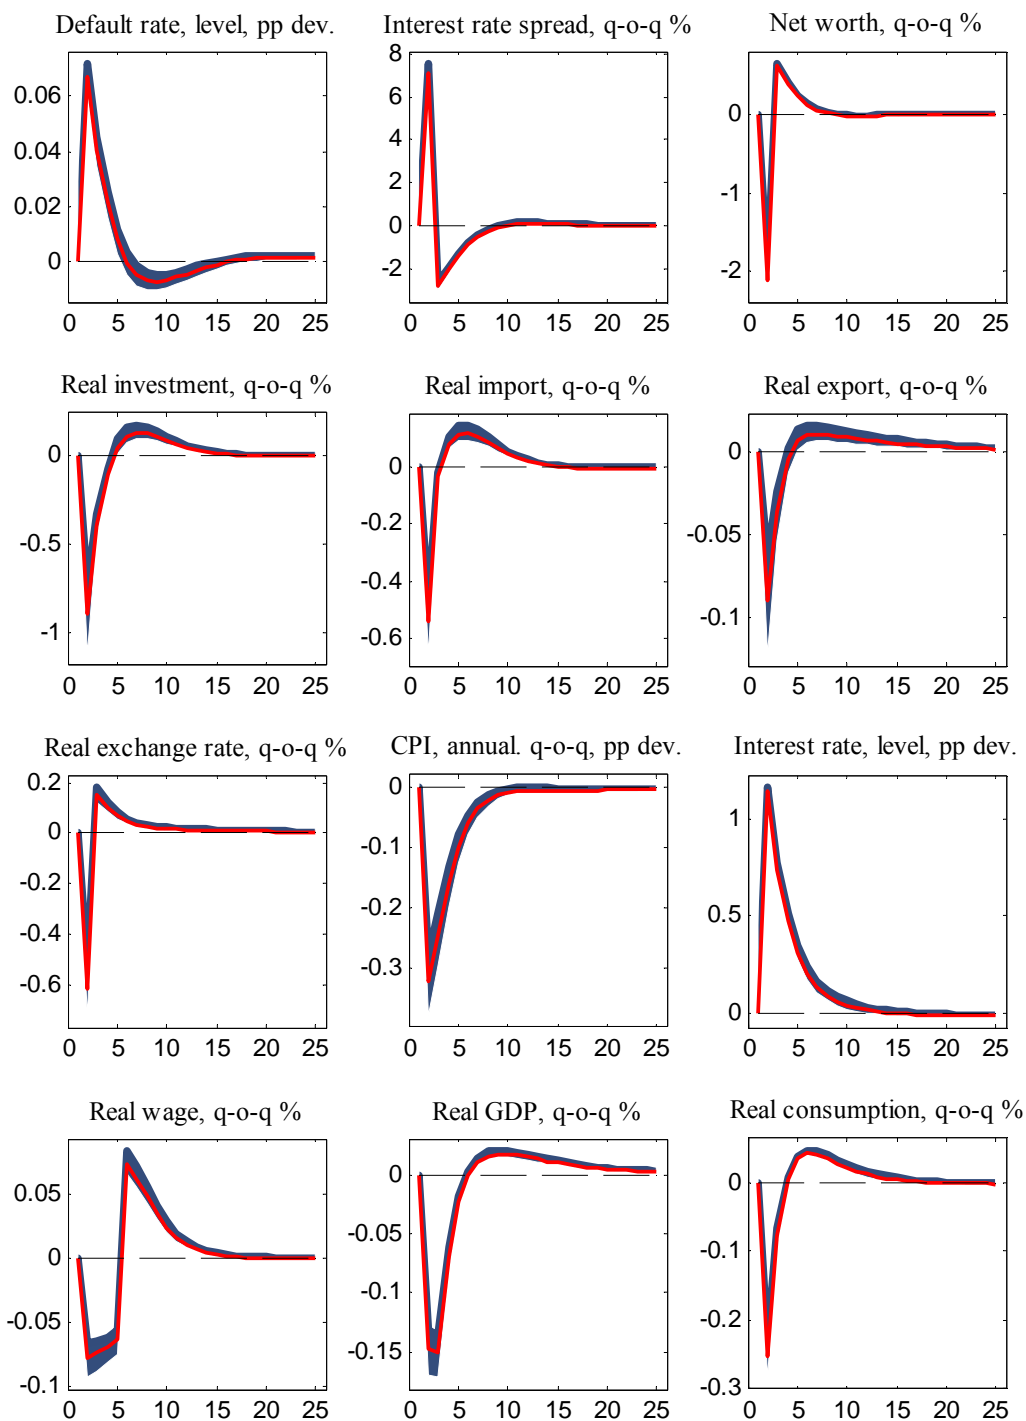 Default rate, level, pp dev.
Interest rate spread, q-o-q %
Net worth, q-o-q %
0.06
0.04
0.02
0
0 5 10 15 20 25
8
6
4
2
0
-2
0 5 10 15 20 25
0
-1
-2
0 5 10 15 20 25
Real investment, q-o-q %
Real import, q-o-q %
Real export, q-o-q %
0
-0.5
-1
0 5 10 15 20 25
0
-0.2
-0.4
-0.6
0 5 10 15 20 25
0
-0.05
-0.1
0 5 10 15 20 25
Real exchange rate, q-o-q %
CPI, annual. q-o-q, pp dev.
Interest rate, level, pp dev.
0.2
0
-0.2
-0.4
-0.6
0 5 10 15 20 25
0
-0.1
-0.2
-0.3
0 5 10 15 20 25
1
0.5
0
0 5 10 15 20 25
Real wage, q-o-q %
Real GDP, q-o-q %
Real consumption, q-o-q %
0.05
0
-0.05
-0.1
0 5 10 15 20 25
0
-0.05
-0.1
-0.15
0 5 10 15 20 25
0
-0.1
-0.2
-0.3
0 5 10 15 20 25